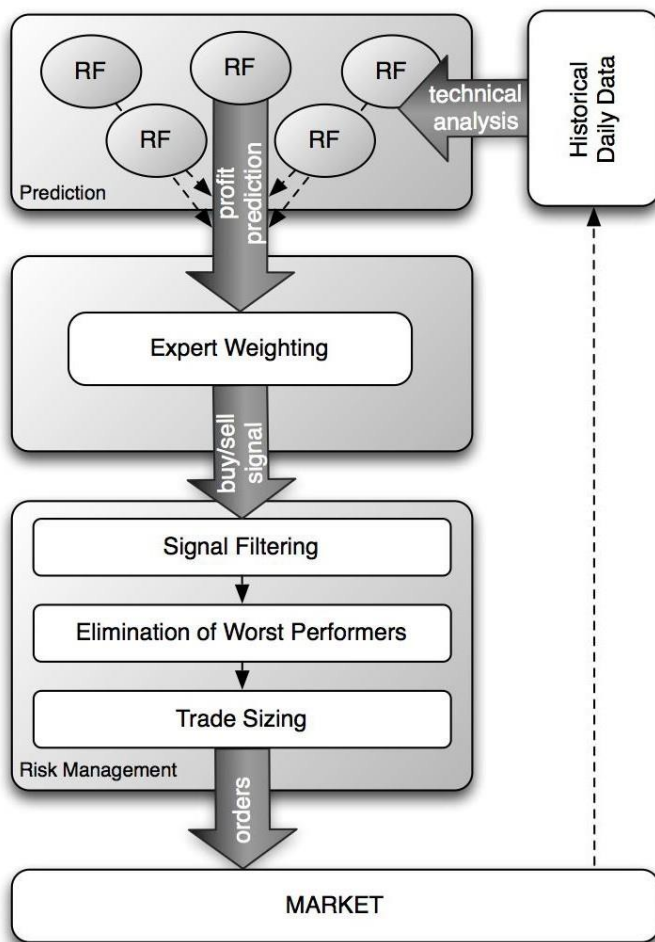 RF
RF
RF
RF
RF
Prediction
technical
analysis
Historical
Daily Data
profit
prediction
Expert Weighting
buy/sell
signal
Signal Filtering
Elimination of Worst Performers
Trade Sizing
Risk Management
orders
MARKET